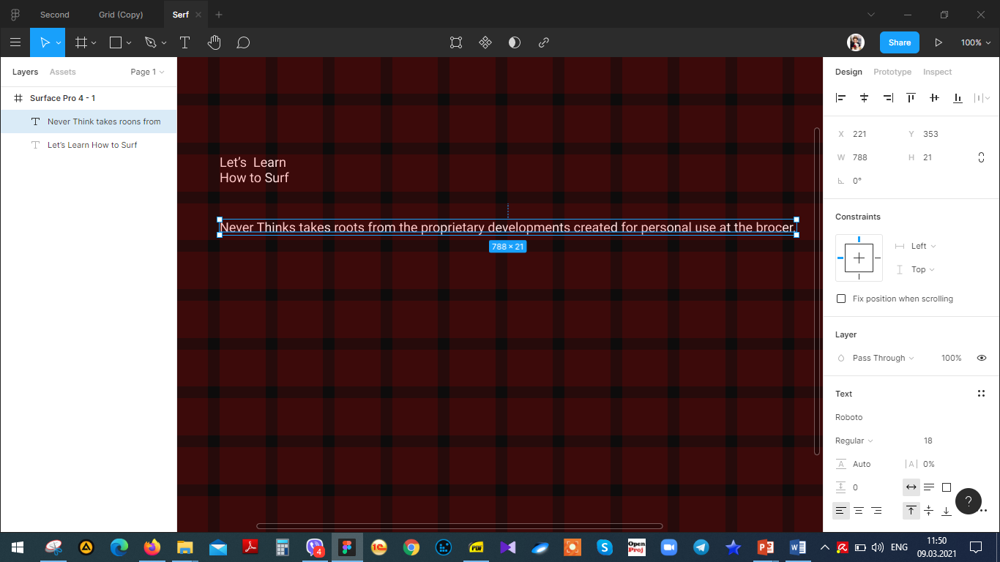 Second
Grid (Copy)
Serf
Share
100%
Layers
Assets
Page 1
Surface Pro 4 - 1
Never Think takes roons from
Let's Learn How to Surf
Let's Learn
How to Surf
Never Thinks takes roots from the proprietary developments created for personal use at the brocer.
788 × 21
Design
Prototype
Inspect
X 221
Y 353
W 788
H 21
0°
Constraints
Left
Top
Fix position when scrolling
Layer
Pass Through
100%
Text
Roboto
Regular
18
A Auto
|A| 0%
0
?
4
1С
PDF
Open
Proj
S
P
W
ENG
11:50
09.03.2021